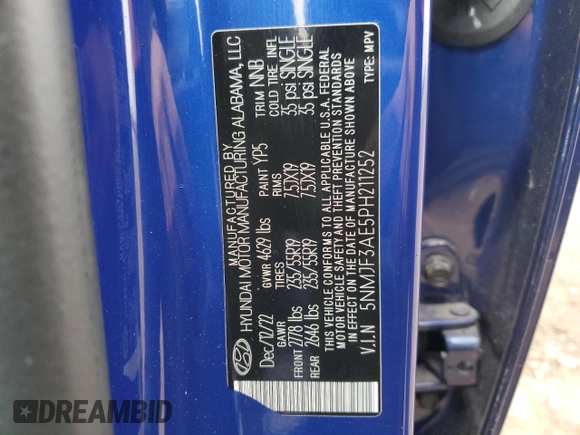 MANUFACTURED BY
HYUNDAI MOTOR MANUFACTURING ALABAMA, LLC
Dec/12/22 GVWR 4629 lbs PAINT YP5 TRIM NNB
GAWR TIRES RIMS COLD TIRE INFL
FRONT 2778 lbs 235/55R19 7.5JX19 35 psi SINGLE
REAR 2646 lbs 235/55R19 7.5JX19 35 psi SINGLE
THIS VEHICLE CONFORMS TO ALL APPLICABLE U.S.A. FEDERAL
MOTOR VEHICLE SAFETY AND THEFT PREVENTION STANDARDS
IN EFFECT ON THE DATE OF MANUFACTURE SHOWN ABOVE
V.I.N 5NMJF3AE5PH211252 TYPE: MPV
DREAMBID